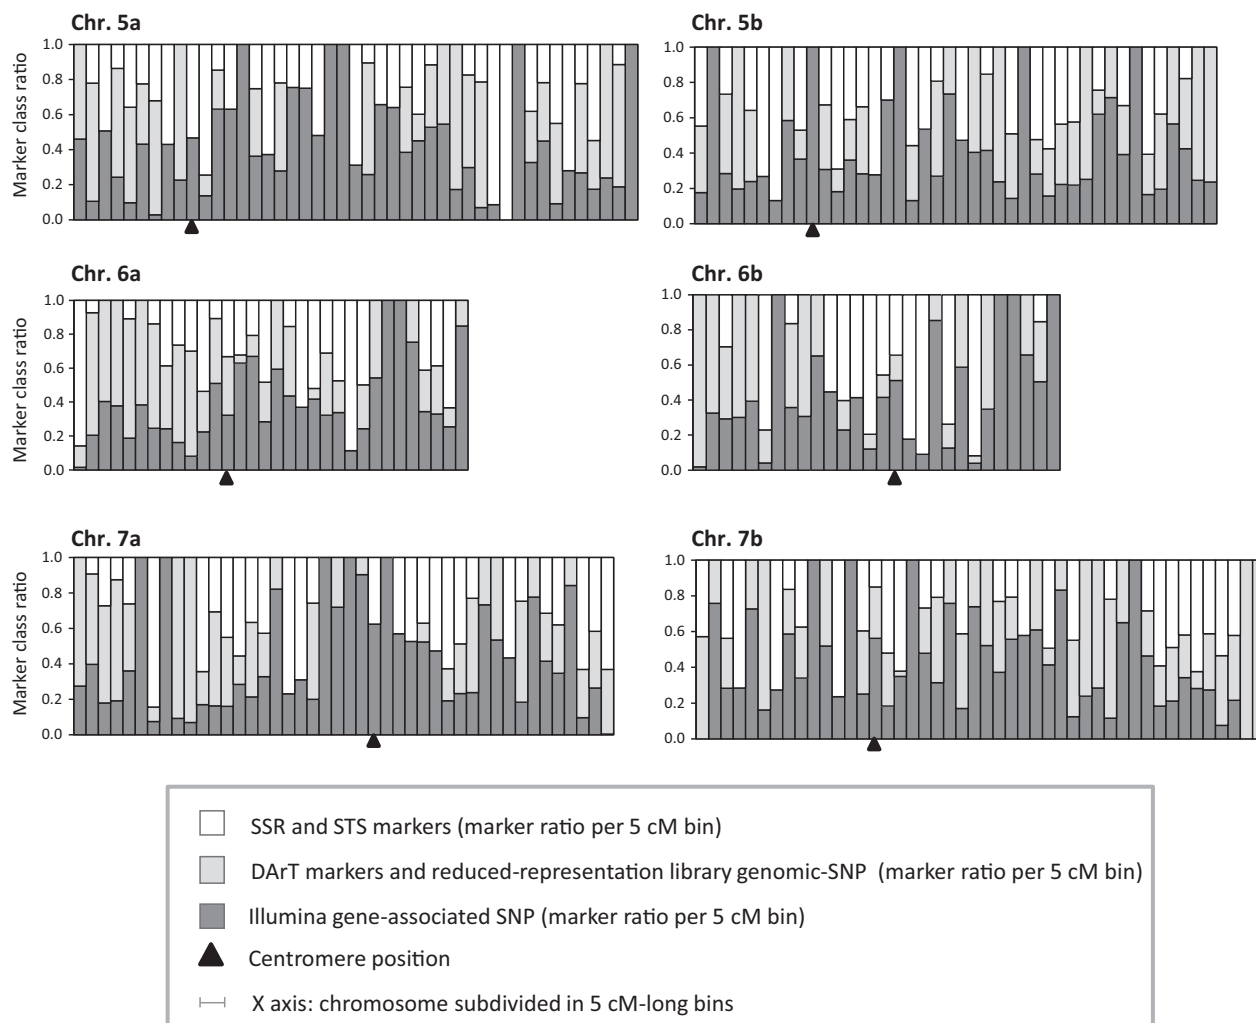 Chr. 5a
Chr. 5b
Marker class ratio
1.0
0.8
0.6
0.4
0.2
0.0
1.0
0.8
0.6
0.4
0.2
0.0
Chr. 6a
Chr. 6b
Marker class ratio
1.0
0.8
0.6
0.4
0.2
0.0
1.0
0.8
0.6
0.4
0.2
0.0
Chr. 7a
Chr. 7b
Marker class ratio
1.0
0.8
0.6
0.4
0.2
0.0
1.0
0.8
0.6
0.4
0.2
0.0
SSR and STS markers (marker ratio per 5 cM bin)
DArT markers and reduced-representation library genomic-SNP (marker ratio per 5 cM bin)
Illumina gene-associated SNP (marker ratio per 5 cM bin)
Centromere position
X axis: chromosome subdivided in 5 cM-long bins